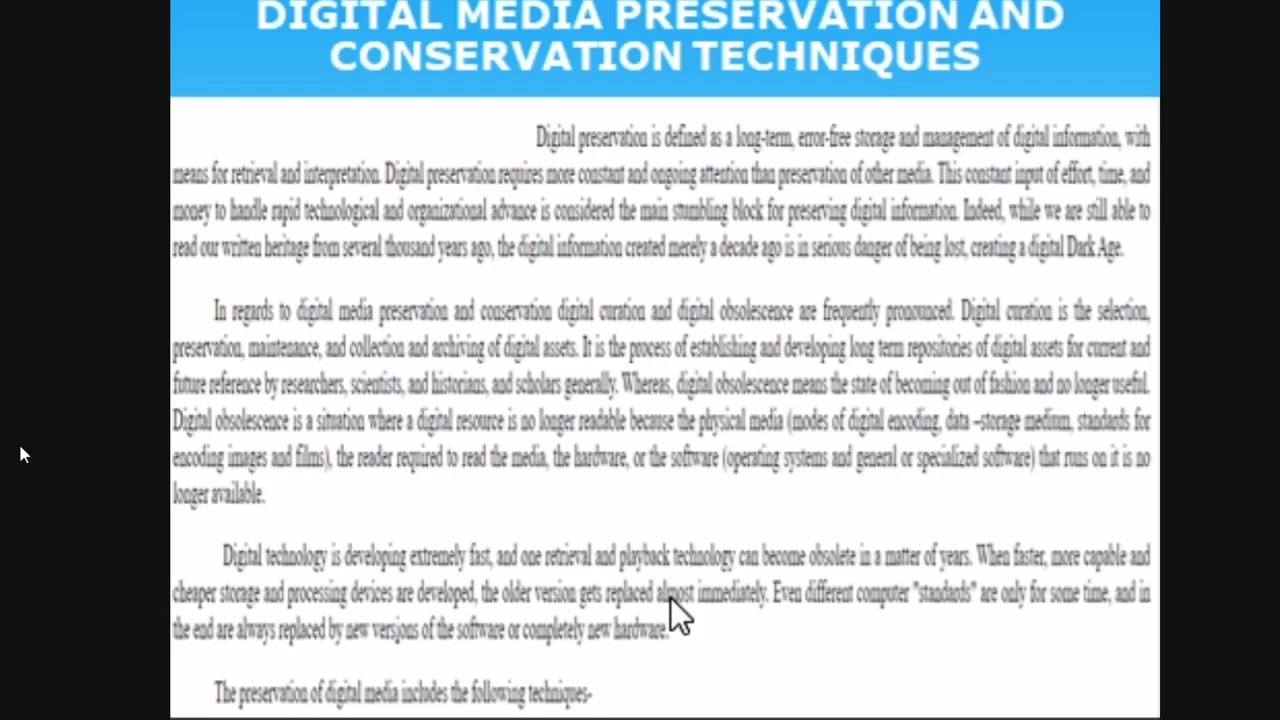 DIGITAL MEDIA PRESERVATION AND
CONSERVATION TECHNIQUES
Digital preservation is defined as a long-term, error-free storage and management of digital information, with
means for retrieval and interpretation. Digital preservation requires more constant and ongoing attention than preservation of other media. This constant input of effort, time, and
money to handle rapid technological and organizational advance is considered the main stumbling block for preserving digital information. Indeed, while we are still able to
read our written heritage from several thousand years ago, the digital information created merely a decade ago is in serious danger of being lost, creating a digital Dark Age.
In regards to digital media preservation and conservation digital curation and digital obsolescence are frequently pronounced. Digital curation is the selection,
preservation, maintenance, and collection and archiving of digital assets. It is the process of establishing and developing long term repositories of digital assets for current and
future reference by researchers, scientists, and historians, and scholars generally. Whereas, digital obsolescence means the state of becoming out of fashion and no longer useful.
Digital obsolescence is a situation where a digital resource is no longer readable because the physical media (modes of digital encoding, data –storage medium, standards for
encoding images and films), the reader required to read the media, the hardware, or the software (operating systems and general or specialized software) that runs on it is no
longer available.
Digital technology is developing extremely fast, and one retrieval and playback technology can become obsolete in a matter of years. When faster, more capable and
cheaper storage and processing devices are developed, the older version gets replaced almost immediately. Even different computer "standards" are only for some time, and in
the end are always replaced by new versions of the software or completely new hardware.
The preservation of digital media includes the following techniques-